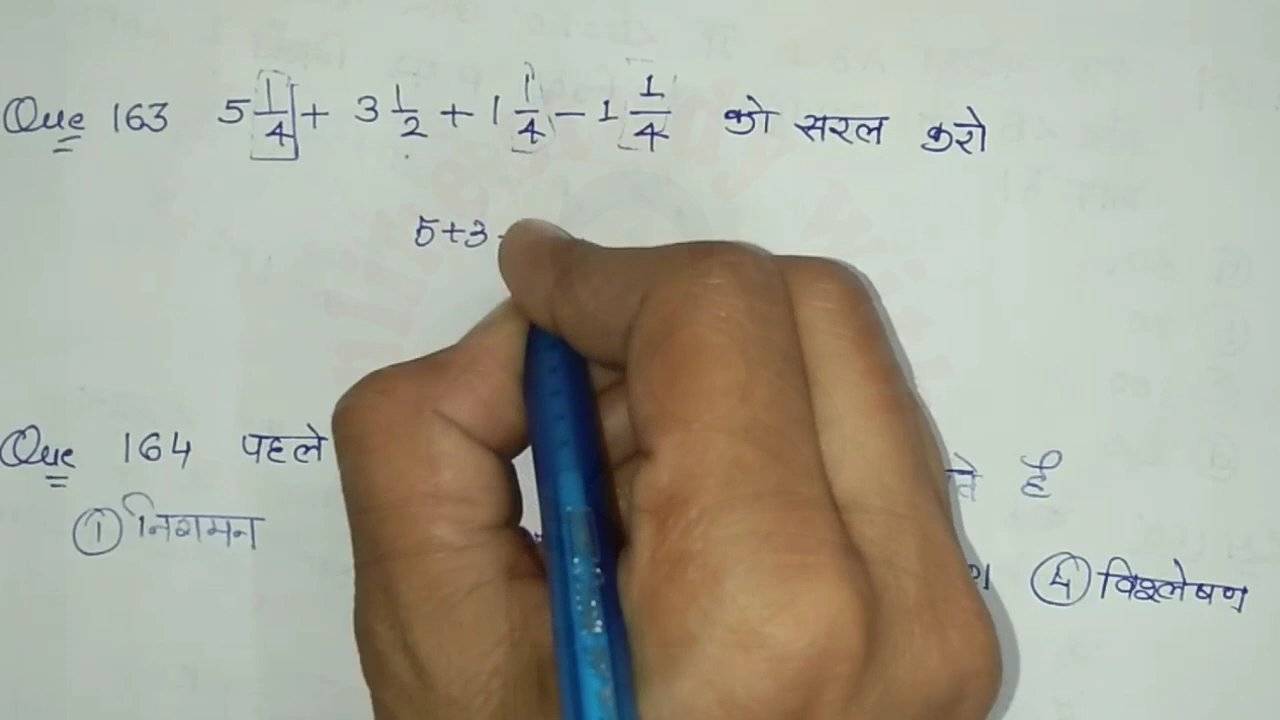 Que 163 5 1/4 + 3 1/2 + 1 1/4 - 1 1/4 को सरल करो
5+3
Que 164 पहले है
① निगमन ④ विश्लेषण